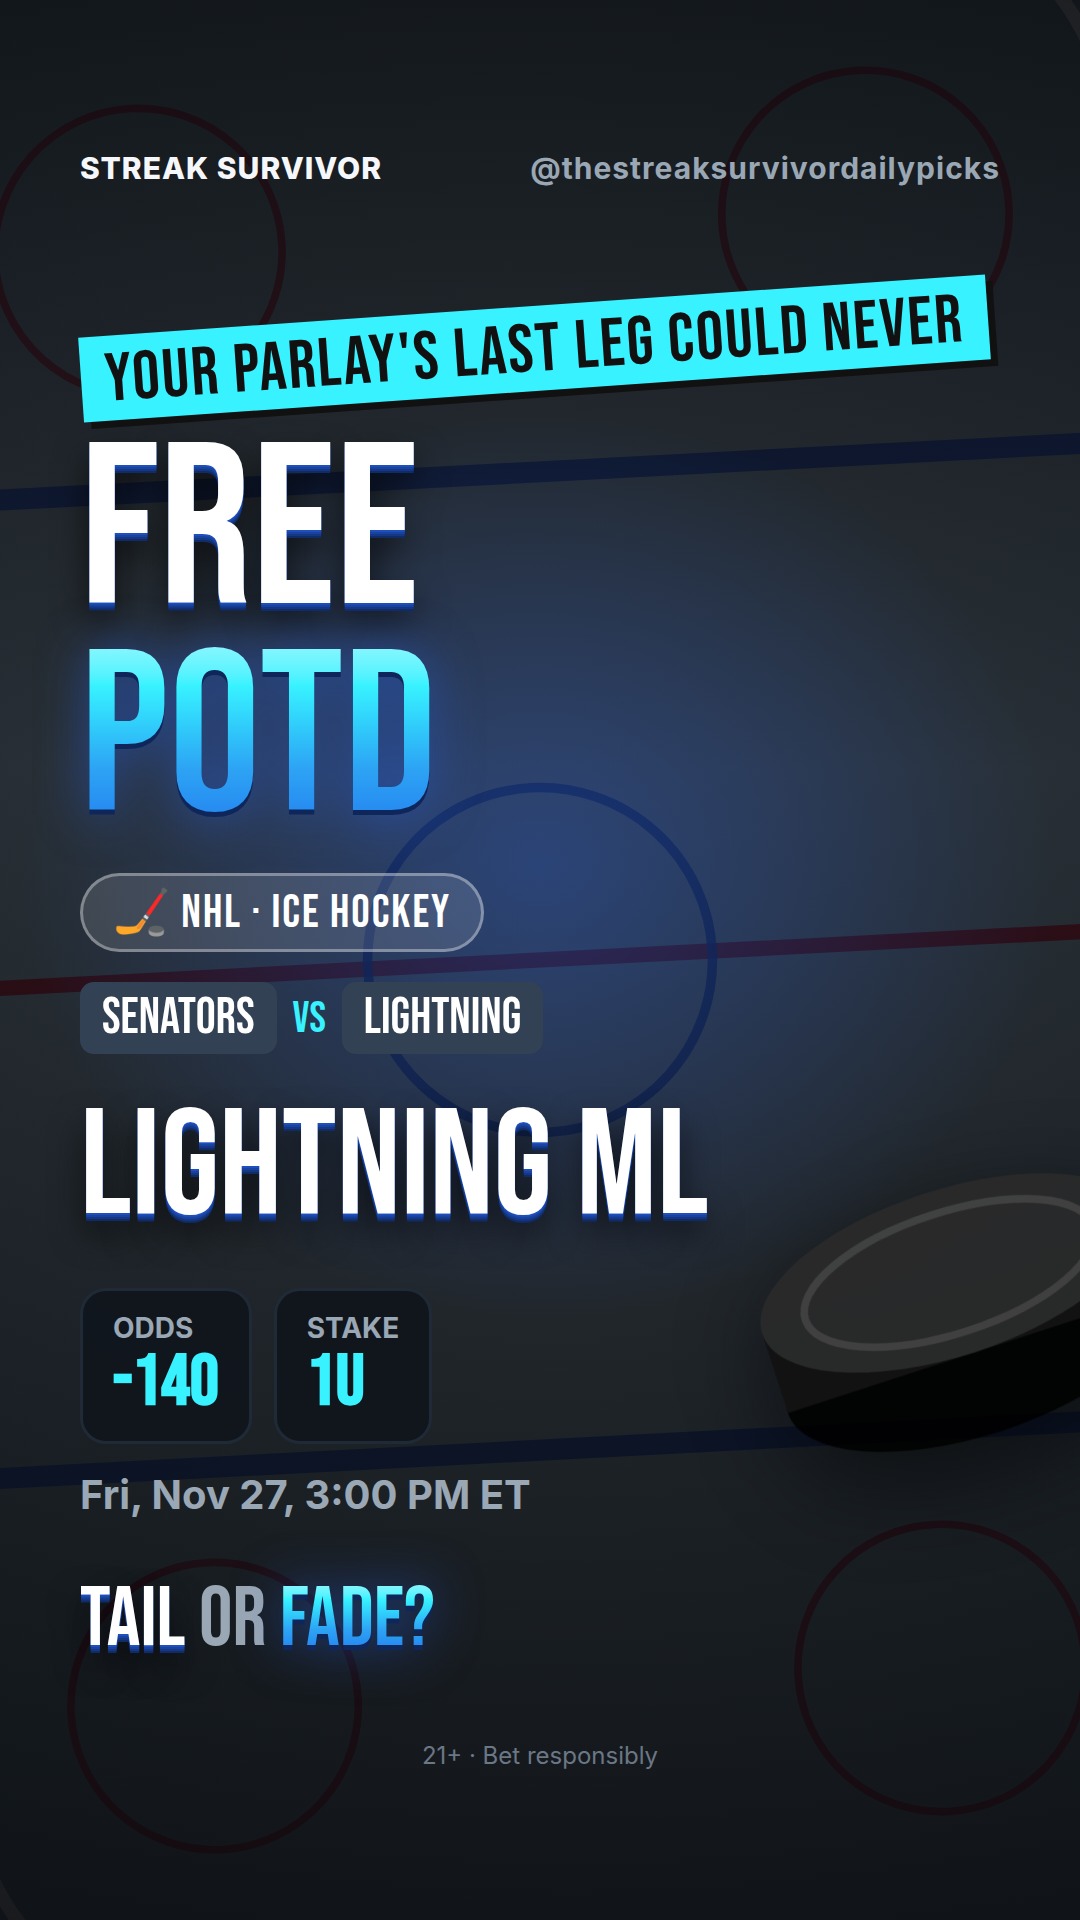 STREAK SURVIVOR
@thestreaksurvivordailypicks
YOUR PARLAY'S LAST LEG COULD NEVER
FREE
POTD
NHL · ICE HOCKEY
SENATORS VS LIGHTNING
LIGHTNING ML
ODDS
-140
STAKE
1U
Fri, Nov 27, 3:00 PM ET
TAIL OR FADE?
21+ · Bet responsibly